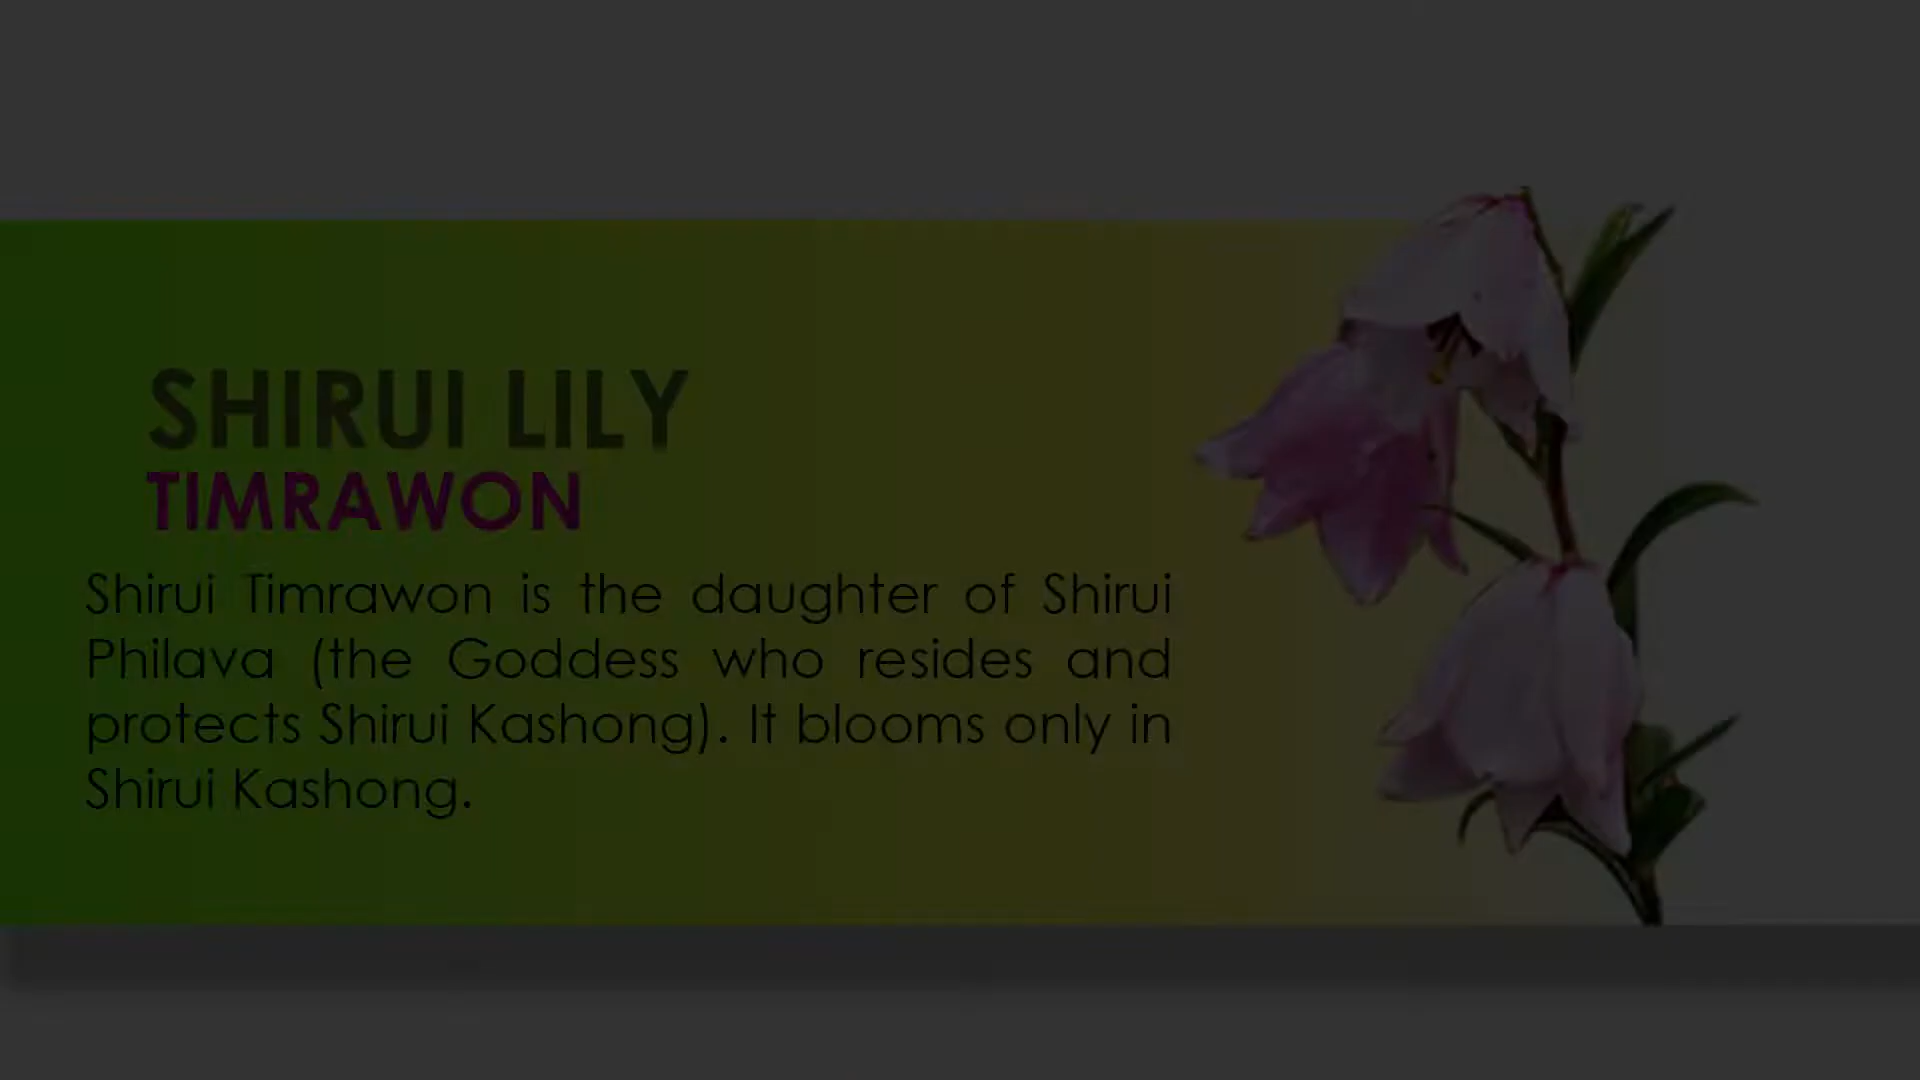 SHIRUI LILY
TIMRAWON
Shirui Timrawon is the daughter of Shirui
Philava (the Goddess who resides and
protects Shirui Kashong). It blooms only in
Shirui Kashong.